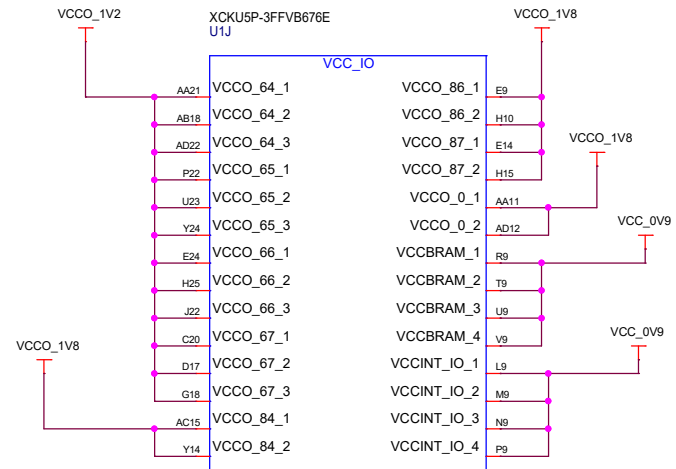 VCCO_1V2
XCKU5P-3FFVB676E
U1J
VCCO_1V8
VCC_IO
AA21 VCCO_64_1 VCCO_86_1 E9
AB18 VCCO_64_2 VCCO_86_2 H10
AD22 VCCO_64_3 VCCO_87_1 E14
VCCO_1V8
P22 VCCO_65_1 VCCO_87_2 H15
U23 VCCO_65_2 VCCO_0_1 AA11
VCC_0V9
Y24 VCCO_65_3 VCCO_0_2 AD12
E24 VCCO_66_1 VCCBRAM_1 R9
H25 VCCO_66_2 VCCBRAM_2 T9
J22 VCCO_66_3 VCCBRAM_3 U9
VCC_0V9
C20 VCCO_67_1 VCCBRAM_4 V9
VCCO_1V8
D17 VCCO_67_2 VCCINT_IO_1 L9
G18 VCCO_67_3 VCCINT_IO_2 M9
AC15 VCCO_84_1 VCCINT_IO_3 N9
Y14 VCCO_84_2 VCCINT_IO_4 P9